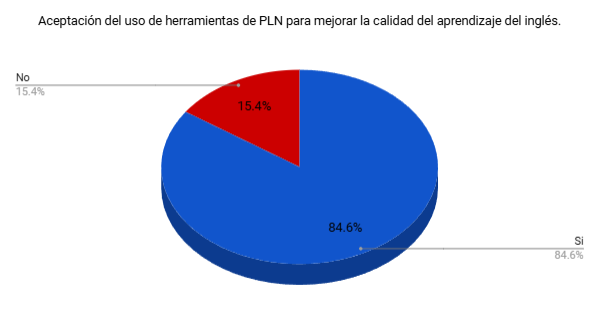 Aceptación del uso de herramientas de PLN para mejorar la calidad del aprendizaje del inglés.
No
15.4%
15.4%
84.6%
Si
84.6%